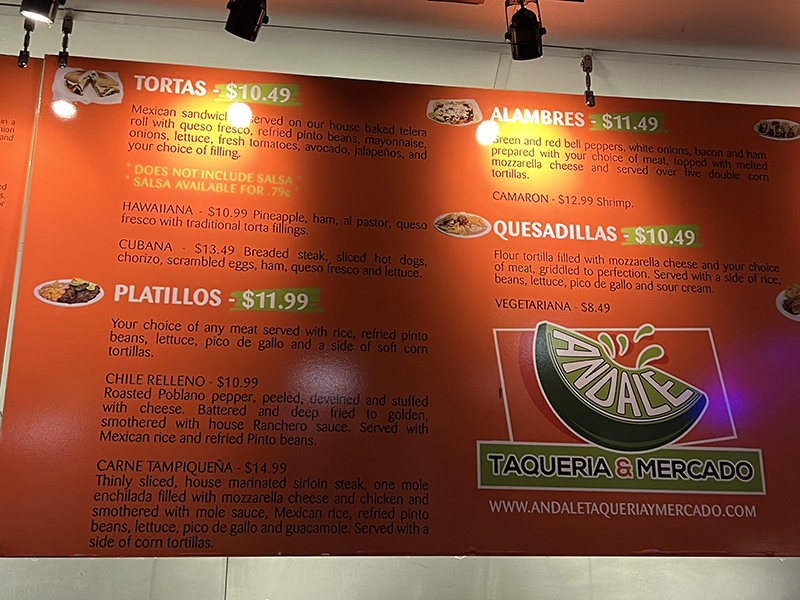 TORTAS - $10.49
Mexican sandwich served on our house baked telera
roll with queso fresco, refried pinto beans, mayonnaise,
onions, lettuce, fresh tomatoes, avocado, jalapeños, and
your choice of filling.
* DOES NOT INCLUDE SALSA *
* SALSA AVAILABLE FOR .79¢ *
HAWAIIANA - $10.99 Pineapple, ham, al pastor, queso
fresco with traditional torta fillings.
CUBANA - $13.49 Breaded steak, sliced hot dogs,
chorizo, scrambled eggs, ham, queso fresco and lettuce.
PLATILLOS - $11.99
Your choice of any meat served with rice, refried pinto
beans, lettuce, pico de gallo and a side of soft corn
tortillas.
CHILE RELLENO - $10.99
Roasted Poblano pepper, peeled, deveined and stuffed
with cheese. Battered and deep fried to golden,
smothered with house Ranchero sauce. Served with
Mexican rice and refried Pinto beans.
CARNE TAMPIQUEÑA - $14.99
Thinly sliced, house marinated sirloin steak, one mole
enchilada filled with mozzarella cheese and chicken and
smothered with mole sauce, Mexican rice, refried pinto
beans, lettuce, pico de gallo and guacamole. Served with a
side of corn tortillas.
ALAMBRES - $11.49
Green and red bell peppers, white onions, bacon and ham
prepared with your choice of meat, topped with melted
mozzarella cheese and served over five double corn
tortillas.
CAMARON - $12.99 Shrimp.
QUESADILLAS - $10.49
Flour tortilla filled with mozzarella cheese and your choice
of meat, griddled to perfection. Served with a side of rice,
beans, lettuce, pico de gallo and sour cream.
VEGETARIANA - $8.49
ANDALE
TAQUERIA & MERCADO
WWW.ANDALETAQUERIAYMERCADO.COM